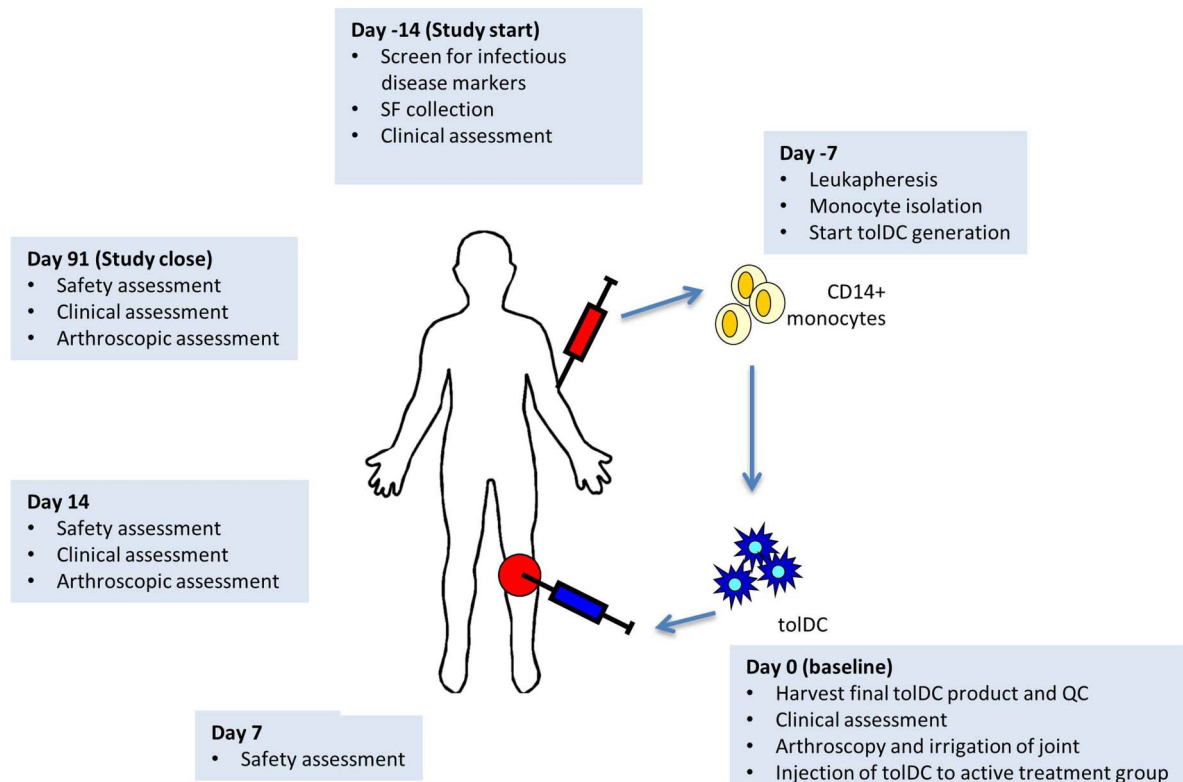 Day -14 (Study start)
• Screen for infectious
disease markers
• SF collection
• Clinical assessment
Day -7
• Leukapheresis
• Monocyte isolation
• Start tolDC generation
CD14+
monocytes
tolDC
Day 0 (baseline)
• Harvest final tolDC product and QC
• Clinical assessment
• Arthroscopy and irrigation of joint
• Injection of tolDC to active treatment group
Day 7
• Safety assessment
Day 14
• Safety assessment
• Clinical assessment
• Arthroscopic assessment
Day 91 (Study close)
• Safety assessment
• Clinical assessment
• Arthroscopic assessment